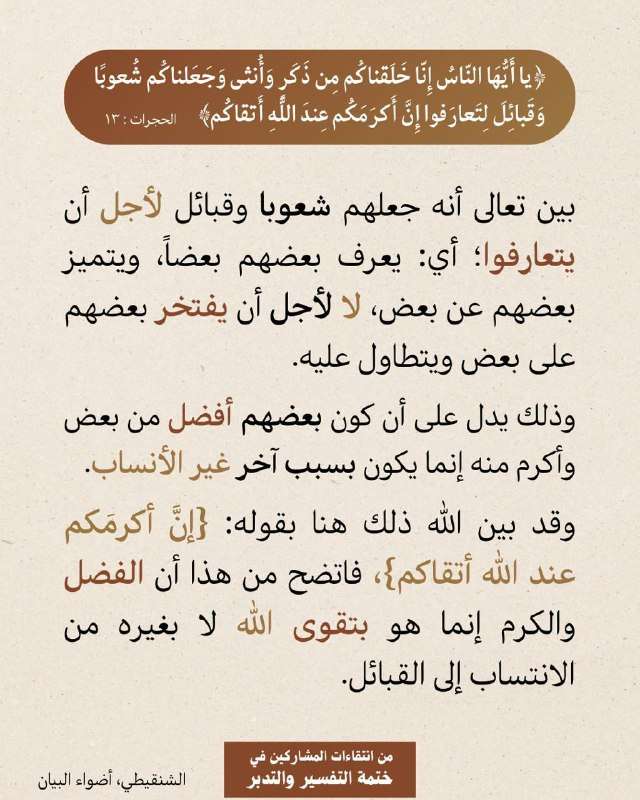 ﴿يا أَيُّهَا النّاسُ إِنّا خَلَقناكُم مِن ذَكَرٍ وَأُنثى وَجَعَلناكُم شُعوبًا
وَقَبائِلَ لِتَعارَفوا إِنَّ أَكرَمَكُم عِندَ اللَّهِ أَتقاكُم﴾ الحجرات : ١٣
بين تعالى أنه جعلهم شعوبا وقبائل لأجل أن
يتعارفوا؛ أي: يعرف بعضهم بعضاً، ويتميز
بعضهم عن بعض، لا لأجل أن يفتخر بعضهم
على بعض ويتطاول عليه.
وذلك يدل على أن كون بعضهم أفضل من بعض
وأكرم منه إنما يكون بسبب آخر غير الأنساب.
وقد بين الله ذلك هنا بقوله: {إنَّ أكرمَكم
عند الله أتقاكم}، فاتضح من هذا أن الفضل
والكرم إنما هو بتقوى الله لا بغيره من
الانتساب إلى القبائل.
من انتقاءات المشاركين في
ختمة التفسير والتدبر
الشنقيطي، أضواء البيان